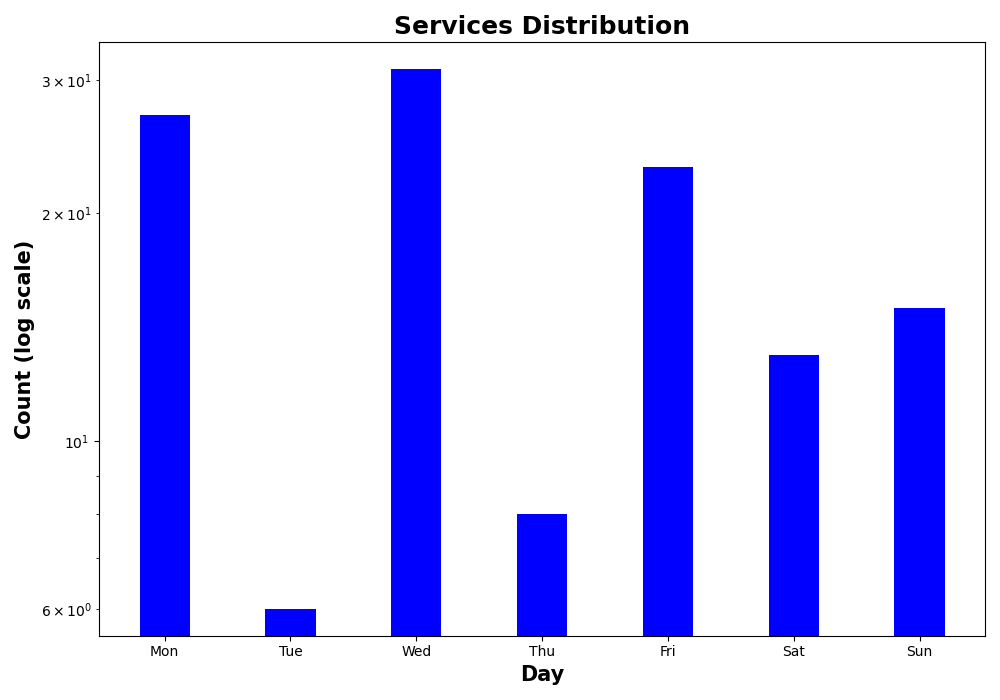 Services Distribution
3 × 10¹
2 × 10¹
10¹
6 × 10⁰
Count (log scale)
Mon Tue Wed Thu Fri Sat Sun
Day